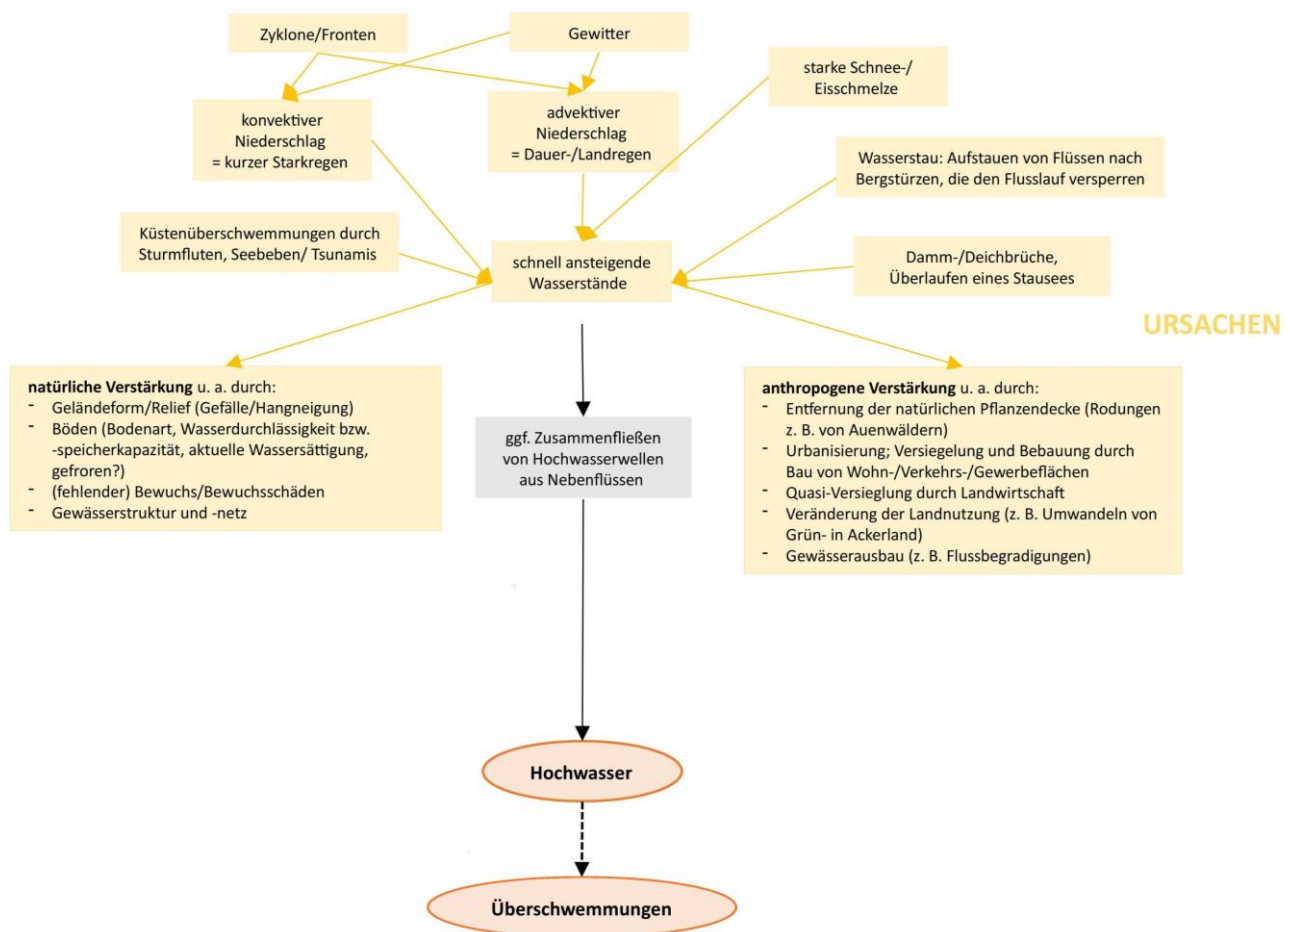 Zyklone/Fronten
Gewitter
starke Schnee-/
Eisschmelze
konvektiver
Niederschlag
= kurzer Starkregen
advektiver
Niederschlag
= Dauer-/Landregen
Wasserstau: Aufstauen von Flüssen nach
Bergstürzen, die den Flusslauf versperren
Küstenüberschwemmungen durch
Sturmfluten, Seebeben/ Tsunamis
schnell ansteigende
Wasserstände
Damm-/Deichbrüche,
Überlaufen eines Stausees
URSACHEN
natürliche Verstärkung u. a. durch:
- Geländeform/Relief (Gefälle/Hangneigung)
- Böden (Bodenart, Wasserdurchlässigkeit bzw.
-speicherkapazität, aktuelle Wassersättigung,
gefroren?)
- (fehlender) Bewuchs/Bewuchsschäden
- Gewässerstruktur und -netz
ggf. Zusammenfließen
von Hochwasserwellen
aus Nebenflüssen
anthropogene Verstärkung u. a. durch:
- Entfernung der natürlichen Pflanzendecke (Rodungen
z. B. von Auenwäldern)
- Urbanisierung; Versiegelung und Bebauung durch
Bau von Wohn-/Verkehrs-/Gewerbeflächen
- Quasi-Versieglung durch Landwirtschaft
- Veränderung der Landnutzung (z. B. Umwandeln von
Grün- in Ackerland)
- Gewässerausbau (z. B. Flussbegradigungen)
Hochwasser
Überschwemmungen